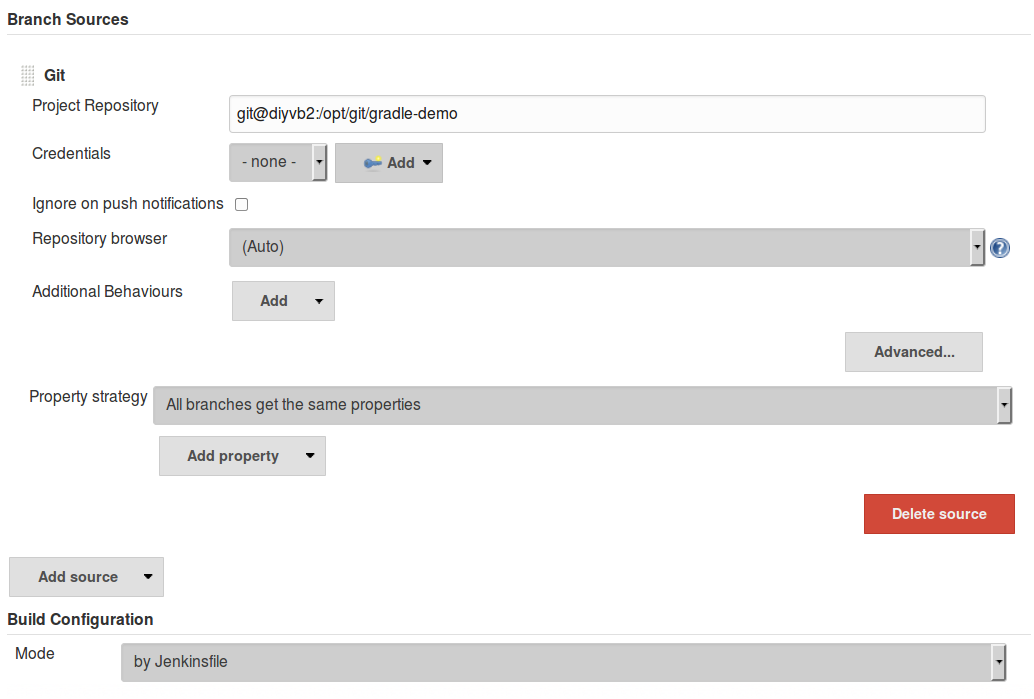 Branch Sources
Git
Project Repository
git@diyvb2:/opt/git/gradle-demo
Credentials
- none -
Add
Ignore on push notifications
Repository browser
(Auto)
?
Additional Behaviours
Add
Advanced...
Property strategy
All branches get the same properties
Add property
Delete source
Add source
Build Configuration
Mode
by Jenkinsfile